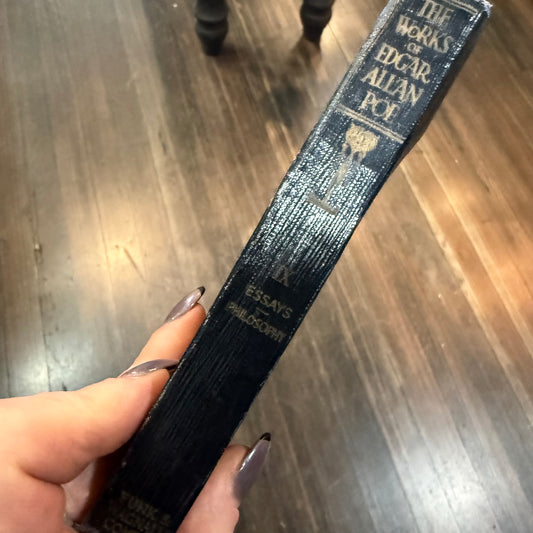 THE
WORKS
OF
EDGAR
ALLAN
POE
IX
ESSAYS
PHILOSOPHY
FUNK &